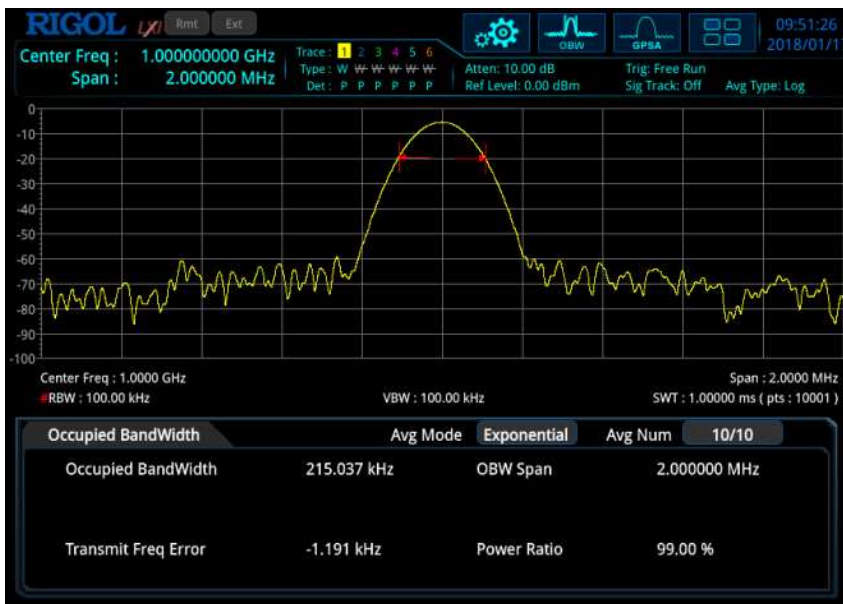 RIGOL LXI Rmt Ext OBW GPSA 09:51:26
2018/01/1
Center Freq : 1.000000000 GHz
Span : 2.000000 MHz
Trace : 1 2 3 4 5 6
Type : W W W W W W
Det : P P P P P P
Atten: 10.00 dB
Ref Level: 0.00 dBm
Trig: Free Run
Sig Track: Off Avg Type: Log
0
-10
-20
-30
-40
-50
-60
-70
-80
-90
-100
Center Freq : 1.0000 GHz Span : 2.0000 MHz
#RBW : 100.00 kHz VBW : 100.00 kHz SWT : 1.00000 ms ( pts : 10001 )
Occupied BandWidth Avg Mode Exponential Avg Num 10/10
Occupied BandWidth 215.037 kHz OBW Span 2.000000 MHz
Transmit Freq Error -1.191 kHz Power Ratio 99.00 %